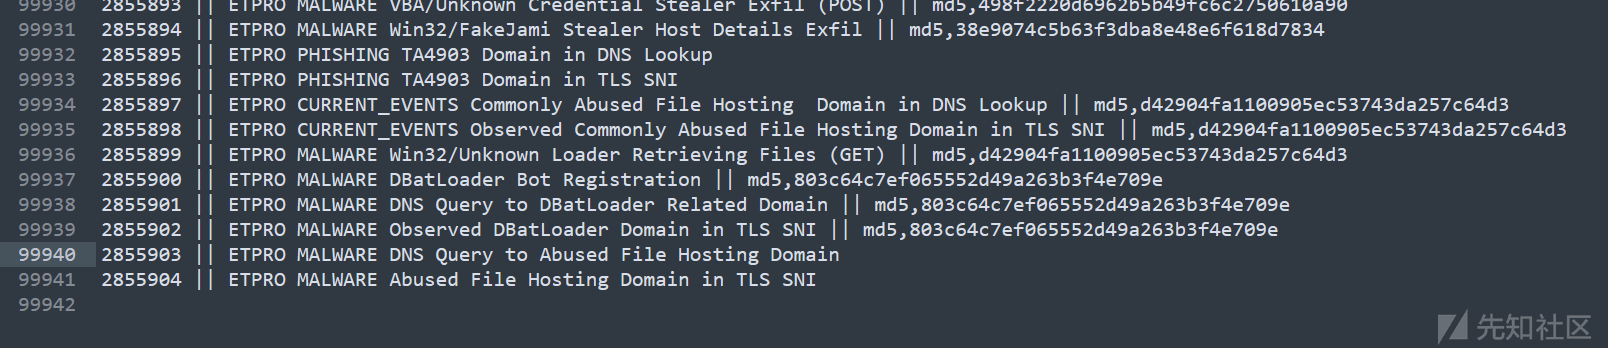 99930 2855893 || ETPRO MALWARE VBA/Unknown Credential Stealer Exfil (POST) || md5,498f2220d6962b5b49fc6c2750610a90
99931 2855894 || ETPRO MALWARE Win32/FakeJami Stealer Host Details Exfil || md5,38e9074c5b63f3dba8e48e6f618d7834
99932 2855895 || ETPRO PHISHING TA4903 Domain in DNS Lookup
99933 2855896 || ETPRO PHISHING TA4903 Domain in TLS SNI
99934 2855897 || ETPRO CURRENT_EVENTS Commonly Abused File Hosting  Domain in DNS Lookup || md5,d42904fa1100905ec53743da257c64d3
99935 2855898 || ETPRO CURRENT_EVENTS Observed Commonly Abused File Hosting Domain in TLS SNI || md5,d42904fa1100905ec53743da257c64d3
99936 2855899 || ETPRO MALWARE Win32/Unknown Loader Retrieving Files (GET) || md5,d42904fa1100905ec53743da257c64d3
99937 2855900 || ETPRO MALWARE DBatLoader Bot Registration || md5,803c64c7ef065552d49a263b3f4e709e
99938 2855901 || ETPRO MALWARE DNS Query to DBatLoader Related Domain || md5,803c64c7ef065552d49a263b3f4e709e
99939 2855902 || ETPRO MALWARE Observed DBatLoader Domain in TLS SNI || md5,803c64c7ef065552d49a263b3f4e709e
99940 2855903 || ETPRO MALWARE DNS Query to Abused File Hosting Domain
99941 2855904 || ETPRO MALWARE Abused File Hosting Domain in TLS SNI
99942
先知社区